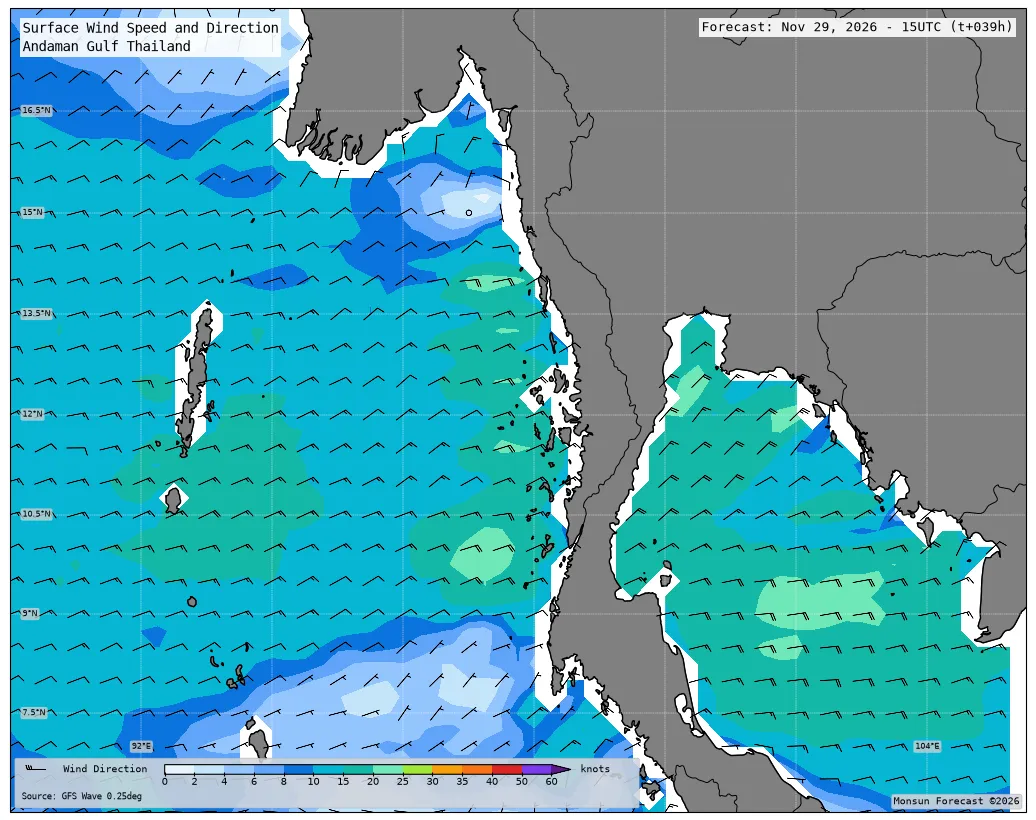 Surface Wind Speed and Direction
Andaman Gulf Thailand
Forecast: Nov 29, 2026 - 15UTC (t+039h)
16.5°N
15°N
13.5°N
12°N
10.5°N
9°N
7.5°N
92°E
104°E
Wind Direction
0 2 4 6 8 10 15 20 25 30 35 40 50 60
knots
Source: GFS Wave 0.25deg
Monsun Forecast ©2026